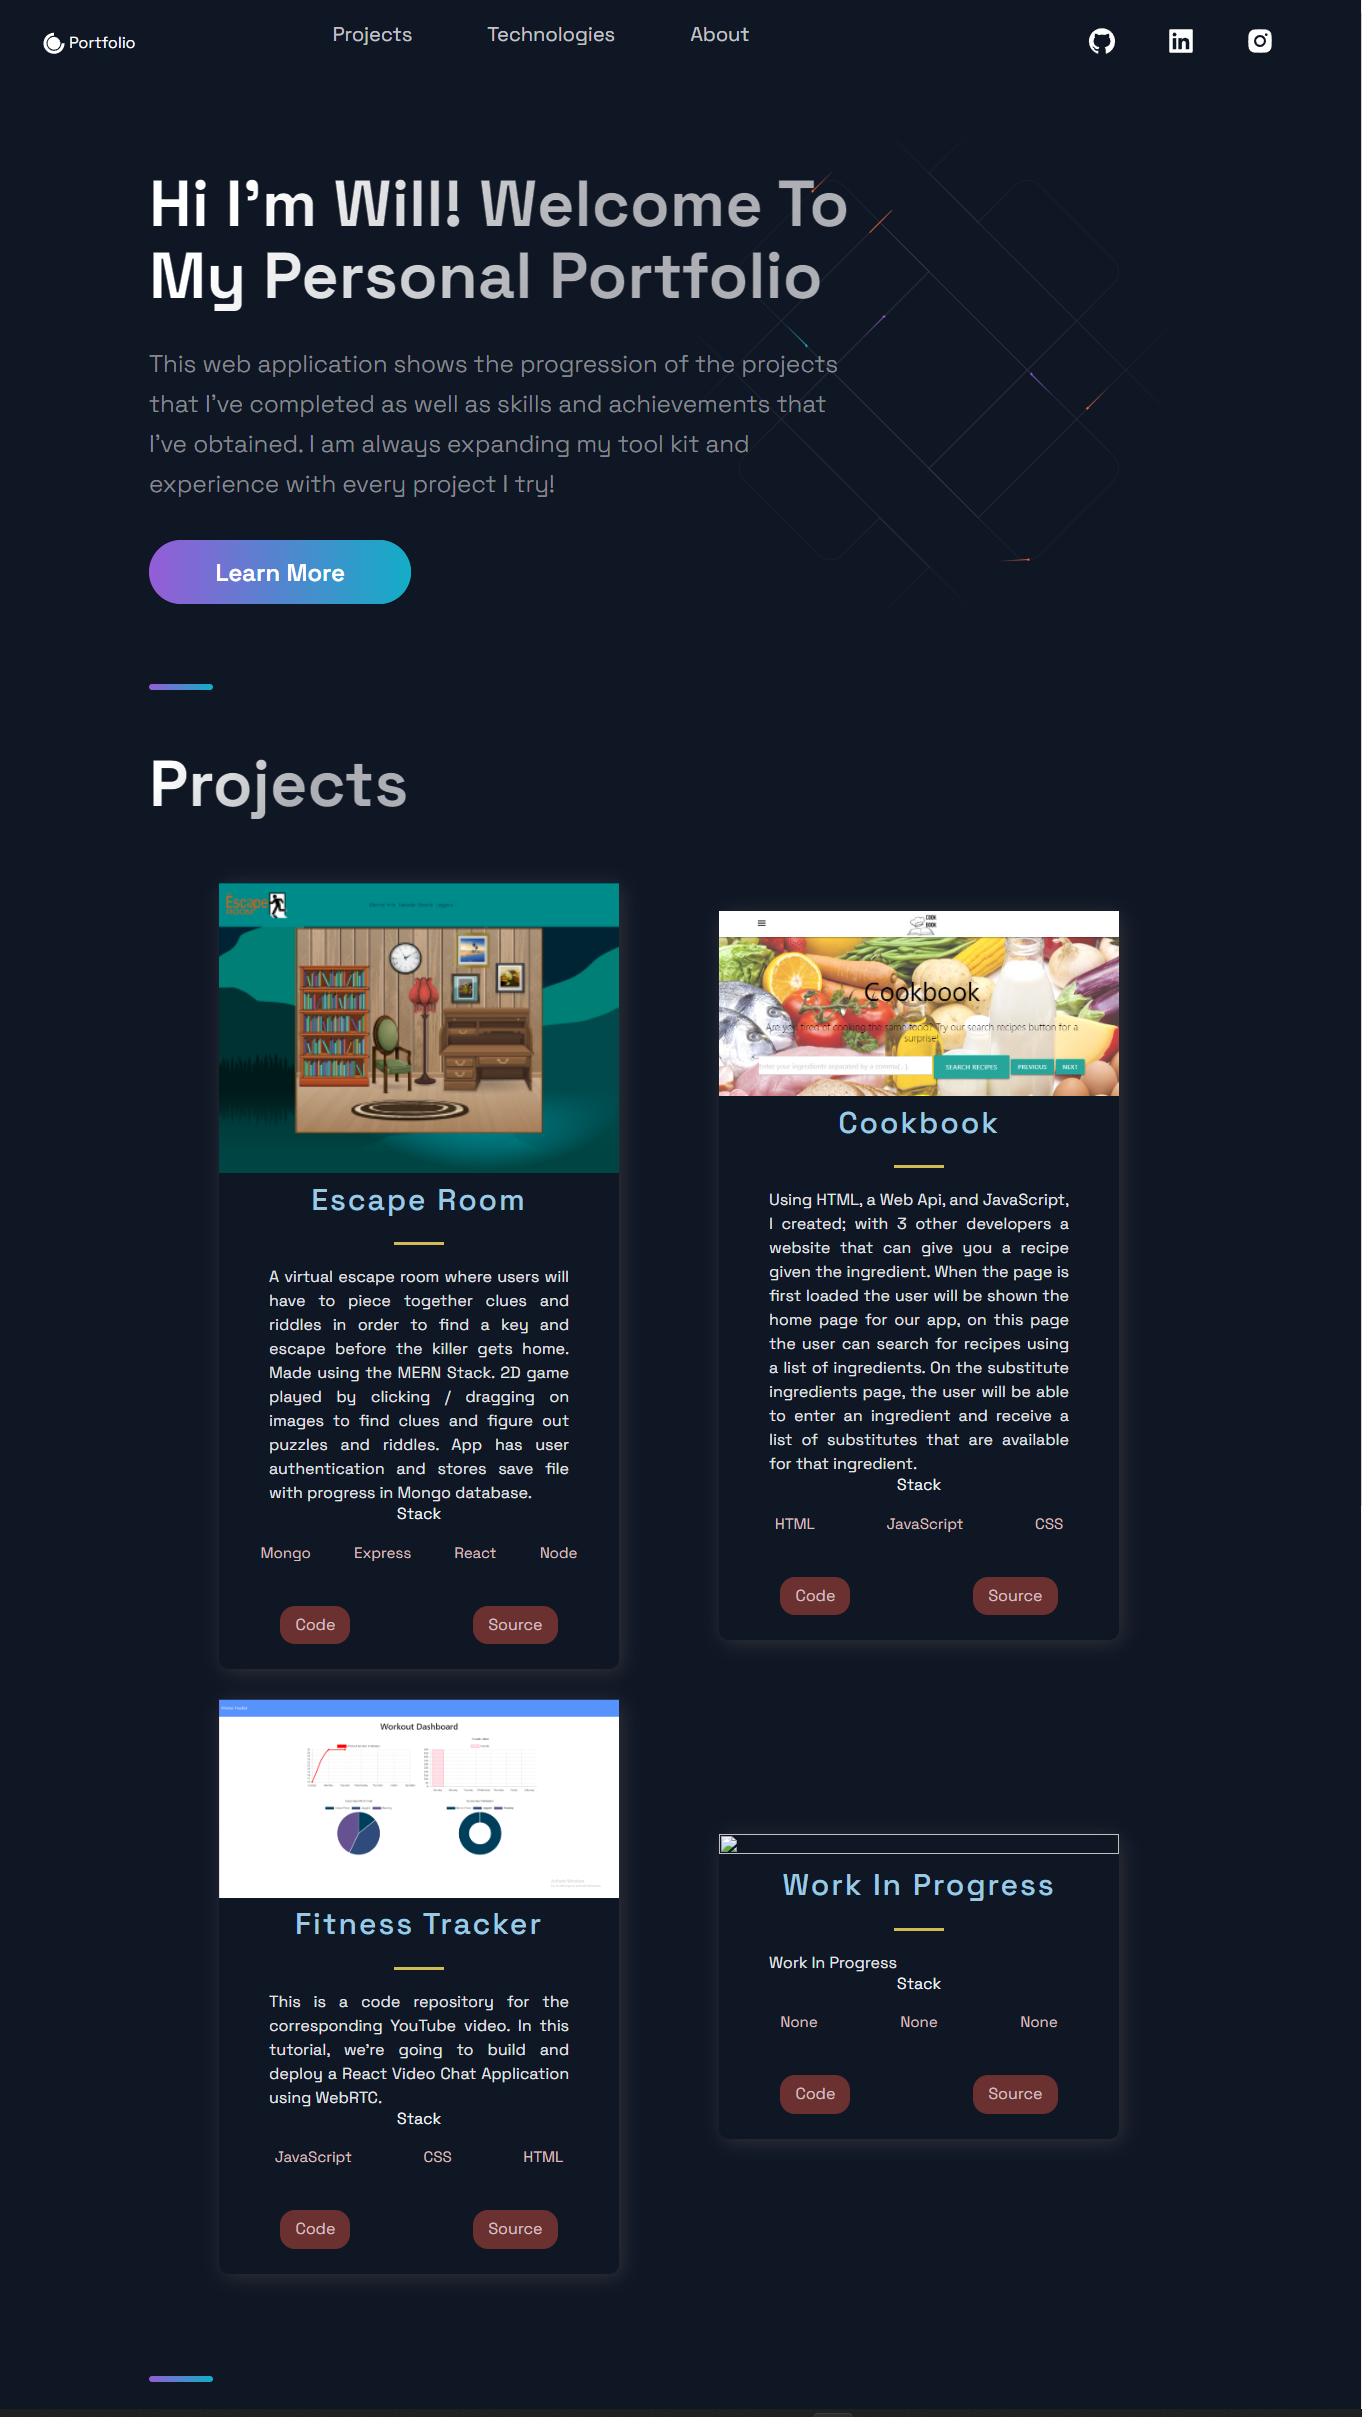 Portfolio
Projects
Technologies
About
Hi I'm Will! Welcome To
My Personal Portfolio
This web application shows the progression of the projects
that I've completed as well as skills and achievements that
I've obtained. I am always expanding my tool kit and
experience with every project I try!
Learn More
Projects
Escape
Escape Room
A virtual escape room where users will
have to piece together clues and
riddles in order to find a key and
escape before the killer gets home.
Made using the MERN Stack. 2D game
played by clicking / dragging on
images to find clues and figure out
puzzles and riddles. App has user
authentication and stores save file
with progress in Mongo database.
Stack
Mongo
Express
React
Node
Code
Source
COOK
BOOK
Cookbook
Are you tired of cooking the same food? Try our search recipes button for a
surprise!
Enter your ingredients separated by a comma(,).
SEARCH RECIPES
PREVIOUS
NEXT
Cookbook
Using HTML, a Web Api, and JavaScript,
I created; with 3 other developers a
website that can give you a recipe
given the ingredient. When the page is
first loaded the user will be shown the
home page for our app, on this page
the user can search for recipes using
a list of ingredients. On the substitute
ingredients page, the user will be able
to enter an ingredient and receive a
list of substitutes that are available
for that ingredient.
Stack
HTML
JavaScript
CSS
Code
Source
Workout Dashboard
Fitness Tracker
This is a code repository for the
corresponding YouTube video. In this
tutorial, we're going to build and
deploy a React Video Chat Application
using WebRTC.
Stack
JavaScript
CSS
HTML
Code
Source
Work In Progress
Work In Progress
Stack
None
None
None
Code
Source